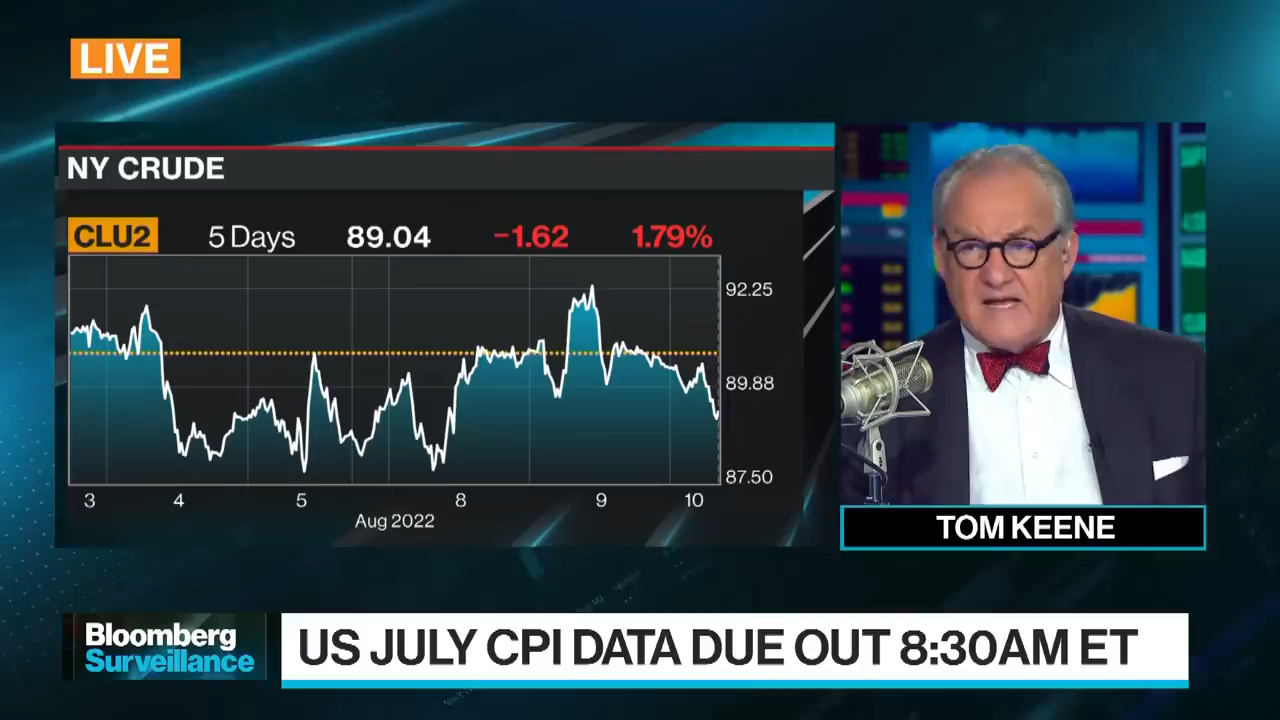 LIVE
NY CRUDE
CLU2 5 Days 89.04 −1.62 1.79%
92.25
89.88
87.50
3 4 5 8 9 10
Aug 2022
TOM KEENE
Bloomberg
Surveillance
US JULY CPI DATA DUE OUT 8:30AM ET